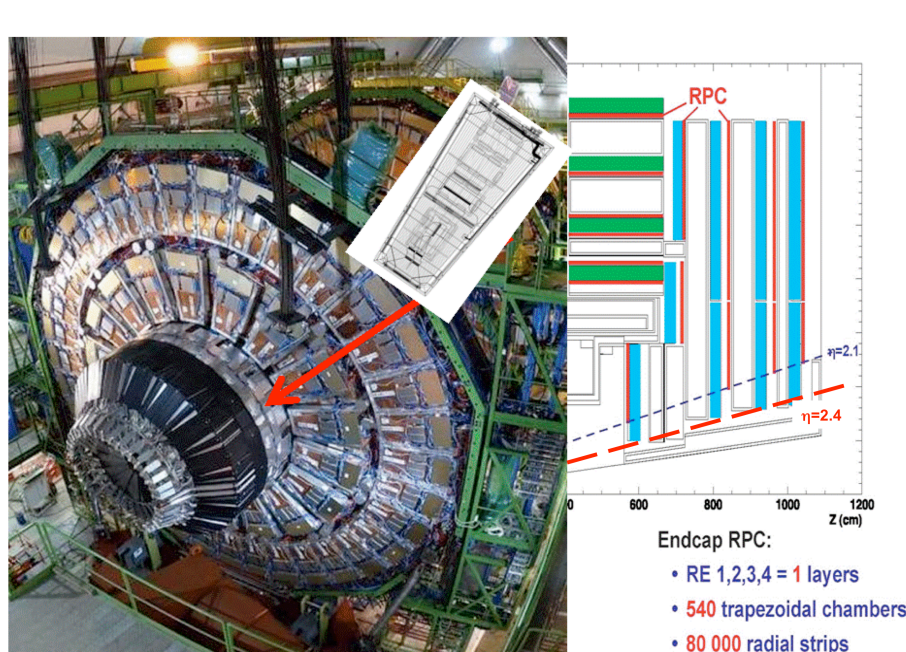 RPC
η=2.1
η=2.4
0 600 800 1000 1200
Z (cm)
Endcap RPC:
• RE 1,2,3,4 = 1 layers
• 540 trapezoidal chambers
• 80 000 radial strips